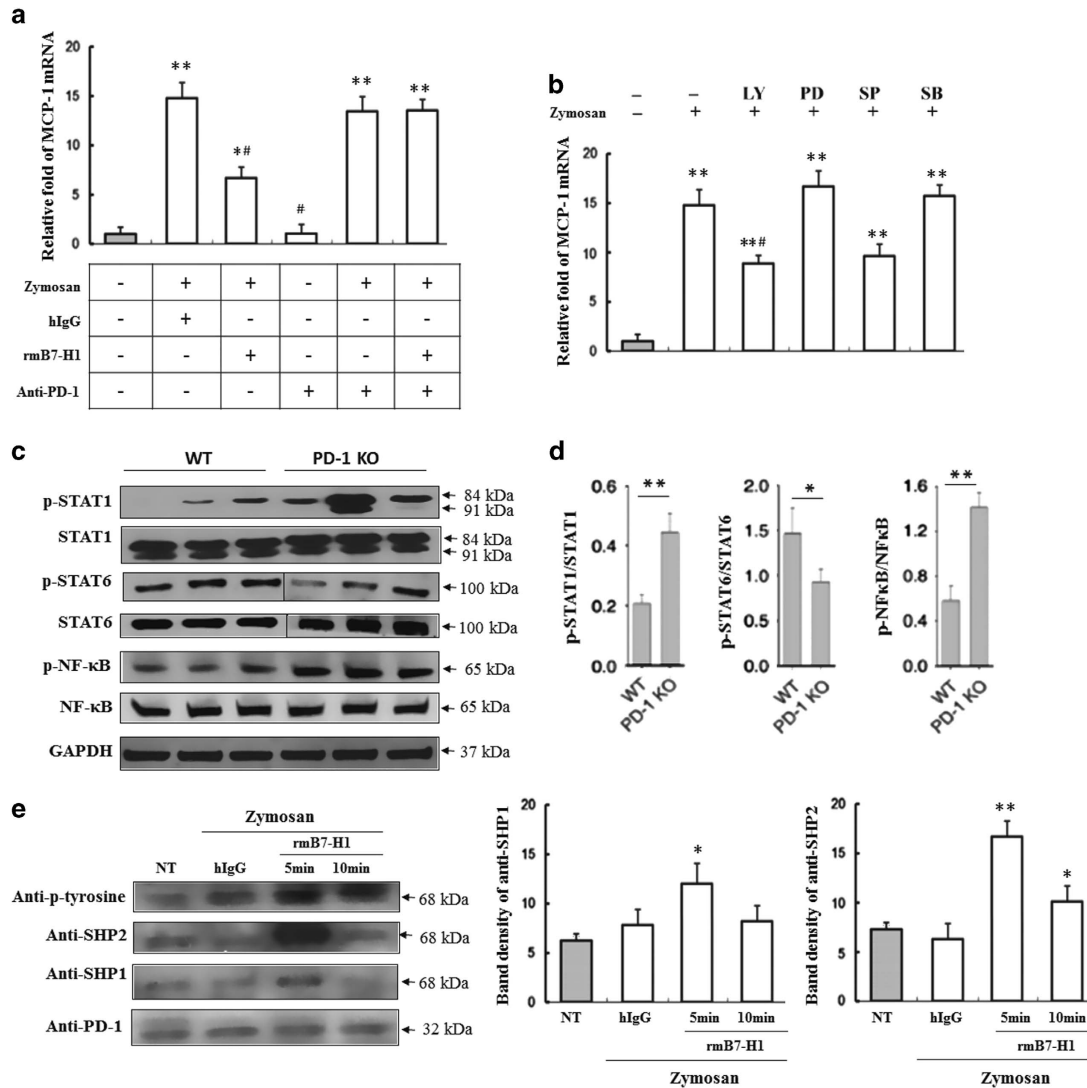 a
Relative fold of MCP-1 mRNA
20
15
10
5
0
**
*#
#
**
**
Zymosan - + + - + +
hIgG - + - - - -
rmB7-H1 - - + - - +
Anti-PD-1 - - - + + +
b
– – LY PD SP SB
Zymosan – + + + + +
Relative fold of MCP-1 mRNA
20
15
10
5
0
**
**#
**
**
**
c
WT PD-1 KO
p-STAT1 84 kDa
91 kDa
STAT1 84 kDa
91 kDa
p-STAT6 100 kDa
STAT6 100 kDa
p-NF-κB 65 kDa
NF-κB 65 kDa
GAPDH 37 kDa
d
p-STAT1/STAT1
0.6
0.4
0.2
0.0
**
WT
PD-1 KO
p-STAT6/STAT6
2.0
1.5
1.0
0.5
0.0
*
WT
PD-1 KO
p-NFκB/NFκB
1.6
1.2
0.8
0.4
0.0
**
WT
PD-1 KO
e
Zymosan
rmB7-H1
NT hIgG 5min 10min
Anti-p-tyrosine 68 kDa
Anti-SHP2 68 kDa
Anti-SHP1 68 kDa
Anti-PD-1 32 kDa
Band density of anti-SHP1
20
15
10
5
0
*
NT hIgG 5min 10min
rmB7-H1
Zymosan
Band density of anti-SHP2
20
15
10
5
0
**
*
NT hIgG 5min 10min
rmB7-H1
Zymosan